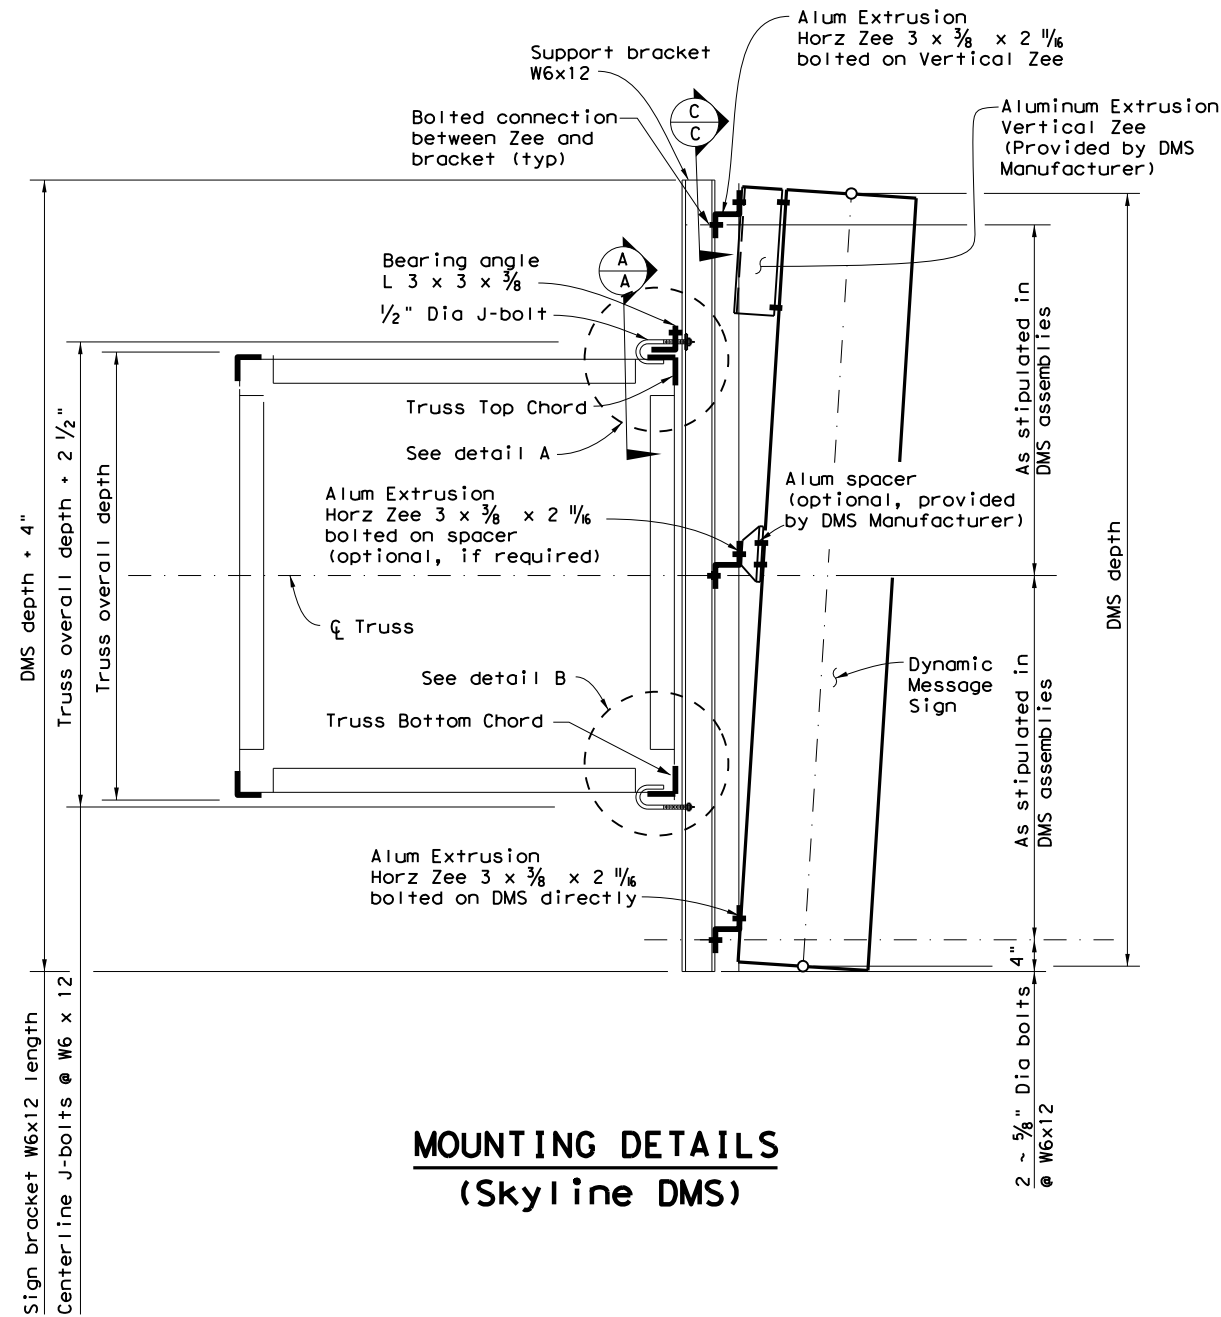 Alum Extrusion
Horz Zee 3 x 3/8 x 2 11/16
bolted on Vertical Zee
Support bracket
W6x12
Aluminum Extrusion
Vertical Zee
(Provided by DMS
Manufacturer)
Bolted connection
between Zee and
bracket (typ)
C
C
Bearing angle
L 3 x 3 x 3/8
1/2" Dia J-bolt
A
A
Truss Top Chord
See detail A
Alum Extrusion
Horz Zee 3 x 3/8 x 2 11/16
bolted on spacer
(optional, if required)
Alum spacer
(optional, provided
by DMS Manufacturer)
℄ Truss
See detail B
Truss Bottom Chord
Dynamic
Message
Sign
Alum Extrusion
Horz Zee 3 x 3/8 x 2 11/16
bolted on DMS directly
DMS depth + 4"
Truss overall depth + 2 1/2"
Truss overall depth
As stipulated in
DMS assemblies
As stipulated in
DMS assemblies
DMS depth
4"
2 ~ 5/8" Dia bolts
@ W6x12
Sign bracket W6x12 length
Centerline J-bolts @ W6 x 12
MOUNTING DETAILS
(Skyline DMS)